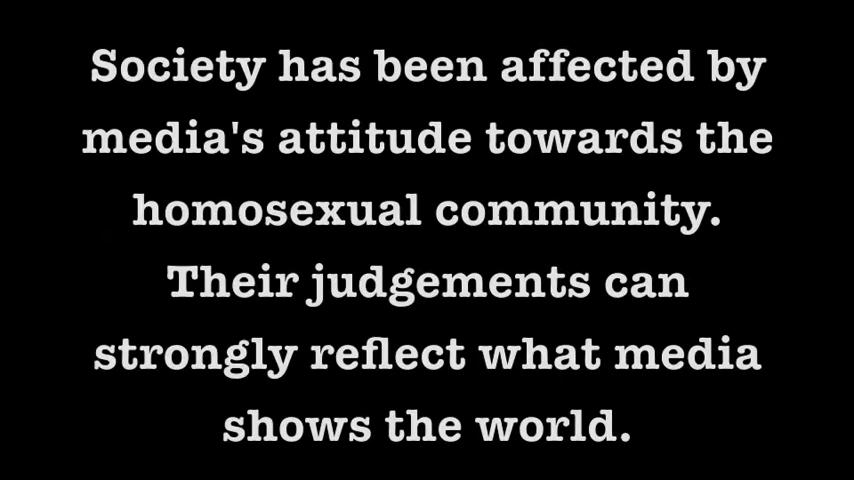 Society has been affected by
media's attitude towards the
homosexual community.
Their judgements can
strongly reflect what media
shows the world.